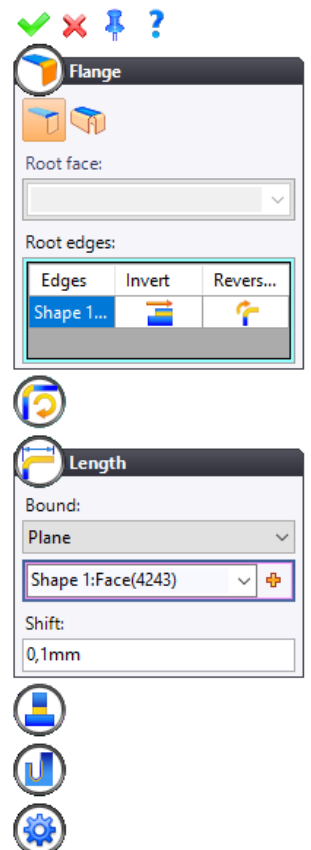 ?
Flange
Root face:
Root edges:
Edges Invert Revers...
Shape 1...
Length
Bound:
Plane
Shape 1:Face(4243)
Shift:
0,1mm